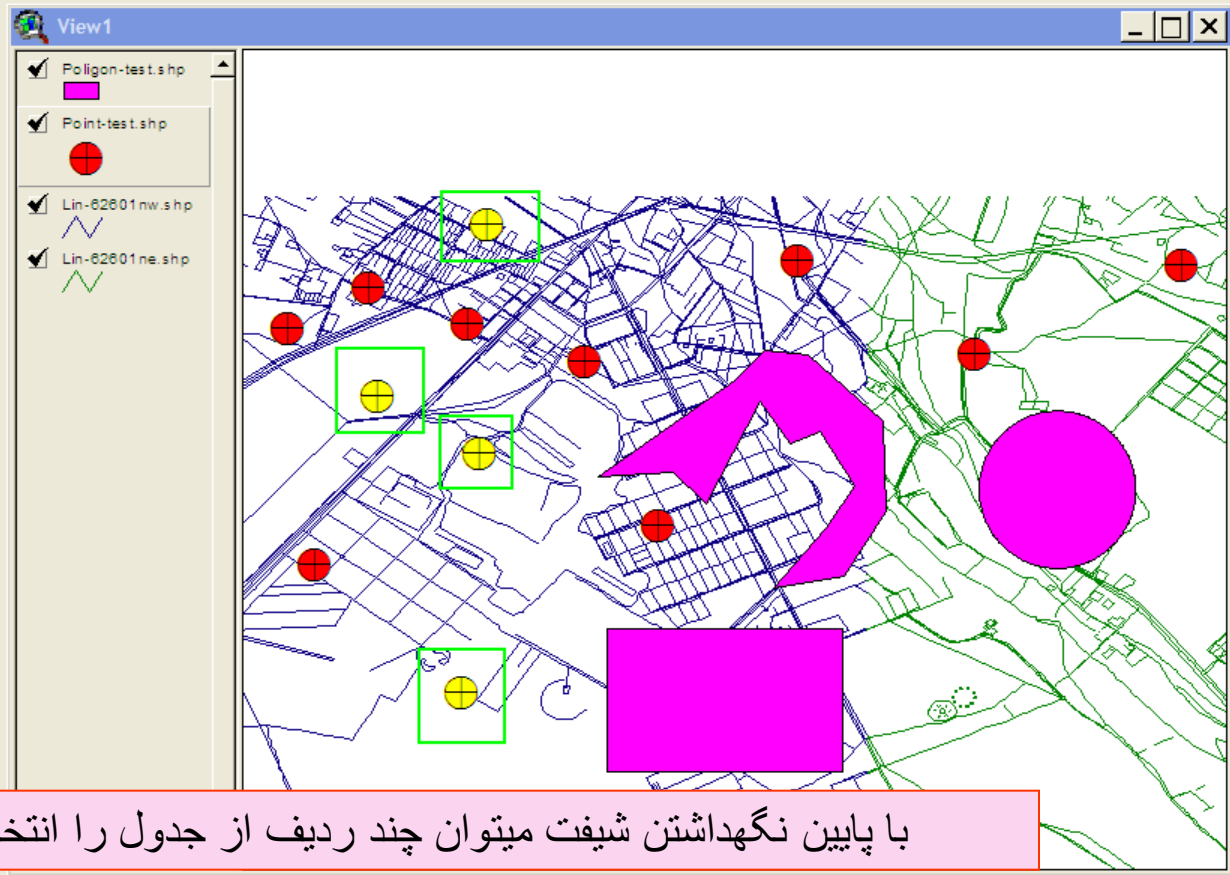 View1
Poligon-test.shp
Point-test.shp
Lin-62601nw.shp
Lin-62601ne.shp
با پایین نگهداشتن شیفت میتوان چند ردیف از جدول را